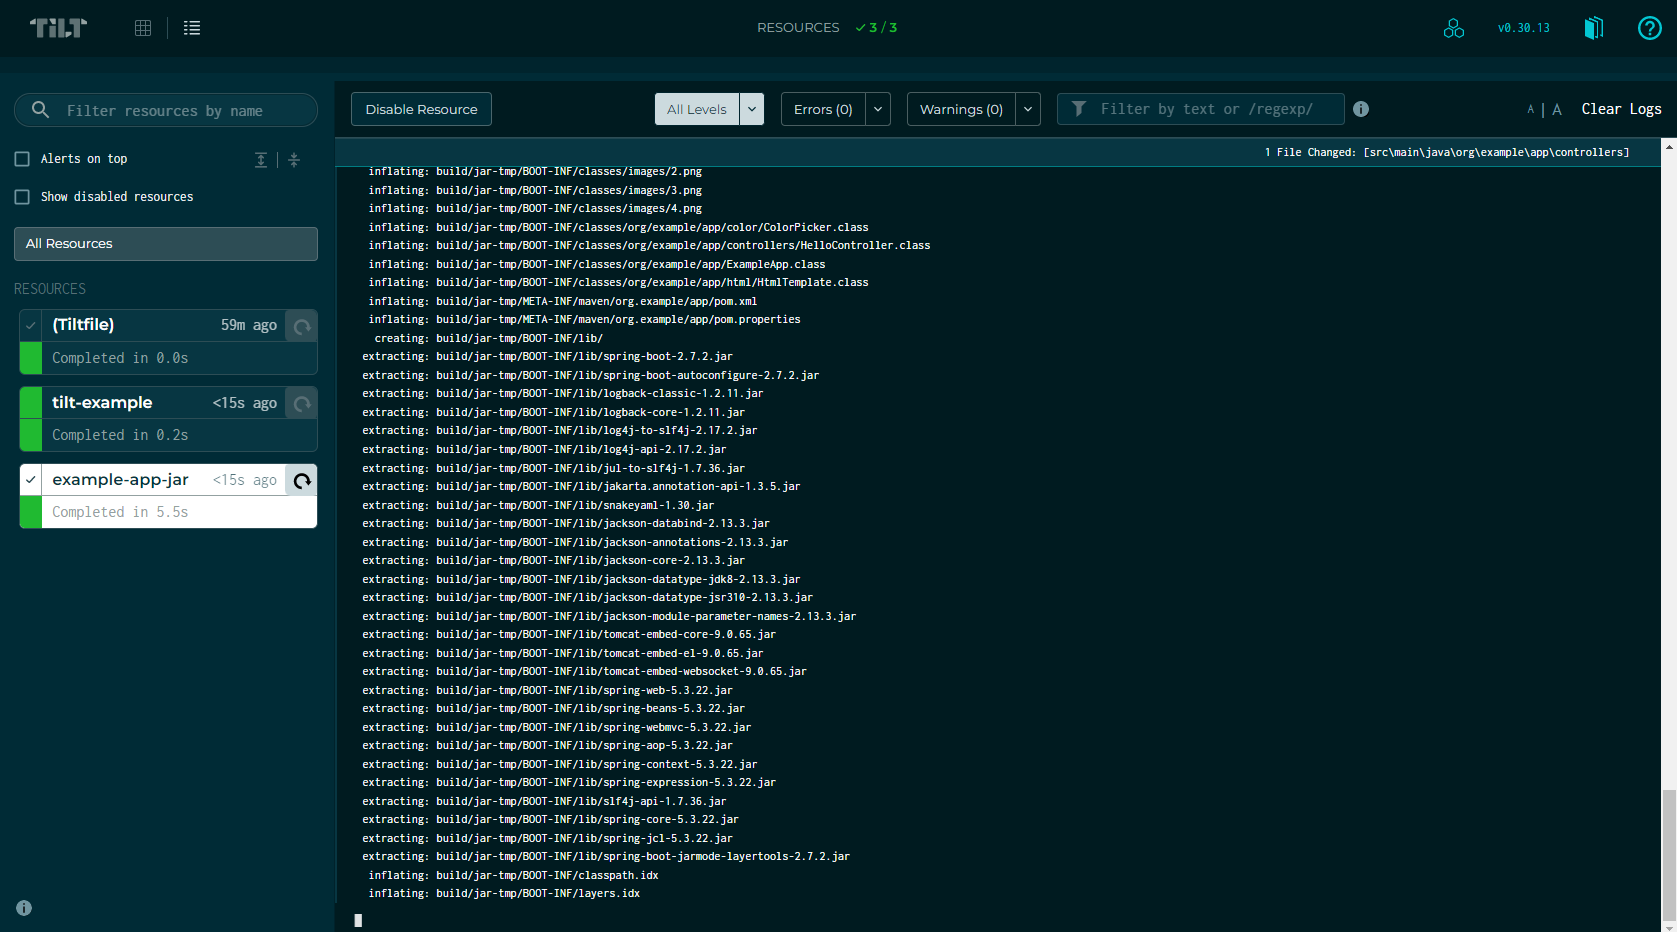 TILT
RESOURCES 3 / 3
v0.30.13
Filter resources by name
Alerts on top
Show disabled resources
All Resources
RESOURCES
(Tiltfile) 59m ago
Completed in 0.0s
tilt-example <15s ago
Completed in 0.2s
example-app-jar <15s ago
Completed in 5.5s
Disable Resource
All Levels
Errors (0)
Warnings (0)
Filter by text or /regexp/
A | A
Clear Logs
1 File Changed: [src\main\java\org\example\app\controllers]
inflating: build/jar-tmp/BOOT-INF/classes/images/2.png
inflating: build/jar-tmp/BOOT-INF/classes/images/3.png
inflating: build/jar-tmp/BOOT-INF/classes/images/4.png
inflating: build/jar-tmp/BOOT-INF/classes/org/example/app/color/ColorPicker.class
inflating: build/jar-tmp/BOOT-INF/classes/org/example/app/controllers/HelloController.class
inflating: build/jar-tmp/BOOT-INF/classes/org/example/app/ExampleApp.class
inflating: build/jar-tmp/BOOT-INF/classes/org/example/app/html/HtmlTemplate.class
inflating: build/jar-tmp/META-INF/maven/org.example/app/pom.xml
inflating: build/jar-tmp/META-INF/maven/org.example/app/pom.properties
creating: build/jar-tmp/BOOT-INF/lib/
extracting: build/jar-tmp/BOOT-INF/lib/spring-boot-2.7.2.jar
extracting: build/jar-tmp/BOOT-INF/lib/spring-boot-autoconfigure-2.7.2.jar
extracting: build/jar-tmp/BOOT-INF/lib/logback-classic-1.2.11.jar
extracting: build/jar-tmp/BOOT-INF/lib/logback-core-1.2.11.jar
extracting: build/jar-tmp/BOOT-INF/lib/log4j-to-slf4j-2.17.2.jar
extracting: build/jar-tmp/BOOT-INF/lib/log4j-api-2.17.2.jar
extracting: build/jar-tmp/BOOT-INF/lib/jul-to-slf4j-1.7.36.jar
extracting: build/jar-tmp/BOOT-INF/lib/jakarta.annotation-api-1.3.5.jar
extracting: build/jar-tmp/BOOT-INF/lib/snakeyaml-1.30.jar
extracting: build/jar-tmp/BOOT-INF/lib/jackson-databind-2.13.3.jar
extracting: build/jar-tmp/BOOT-INF/lib/jackson-annotations-2.13.3.jar
extracting: build/jar-tmp/BOOT-INF/lib/jackson-core-2.13.3.jar
extracting: build/jar-tmp/BOOT-INF/lib/jackson-datatype-jdk8-2.13.3.jar
extracting: build/jar-tmp/BOOT-INF/lib/jackson-datatype-jsr310-2.13.3.jar
extracting: build/jar-tmp/BOOT-INF/lib/jackson-module-parameter-names-2.13.3.jar
extracting: build/jar-tmp/BOOT-INF/lib/tomcat-embed-core-9.0.65.jar
extracting: build/jar-tmp/BOOT-INF/lib/tomcat-embed-el-9.0.65.jar
extracting: build/jar-tmp/BOOT-INF/lib/tomcat-embed-websocket-9.0.65.jar
extracting: build/jar-tmp/BOOT-INF/lib/spring-web-5.3.22.jar
extracting: build/jar-tmp/BOOT-INF/lib/spring-beans-5.3.22.jar
extracting: build/jar-tmp/BOOT-INF/lib/spring-webmvc-5.3.22.jar
extracting: build/jar-tmp/BOOT-INF/lib/spring-aop-5.3.22.jar
extracting: build/jar-tmp/BOOT-INF/lib/spring-context-5.3.22.jar
extracting: build/jar-tmp/BOOT-INF/lib/spring-expression-5.3.22.jar
extracting: build/jar-tmp/BOOT-INF/lib/slf4j-api-1.7.36.jar
extracting: build/jar-tmp/BOOT-INF/lib/spring-core-5.3.22.jar
extracting: build/jar-tmp/BOOT-INF/lib/spring-jcl-5.3.22.jar
extracting: build/jar-tmp/BOOT-INF/lib/spring-boot-jarmode-layertools-2.7.2.jar
inflating: build/jar-tmp/BOOT-INF/classpath.idx
inflating: build/jar-tmp/BOOT-INF/layers.idx